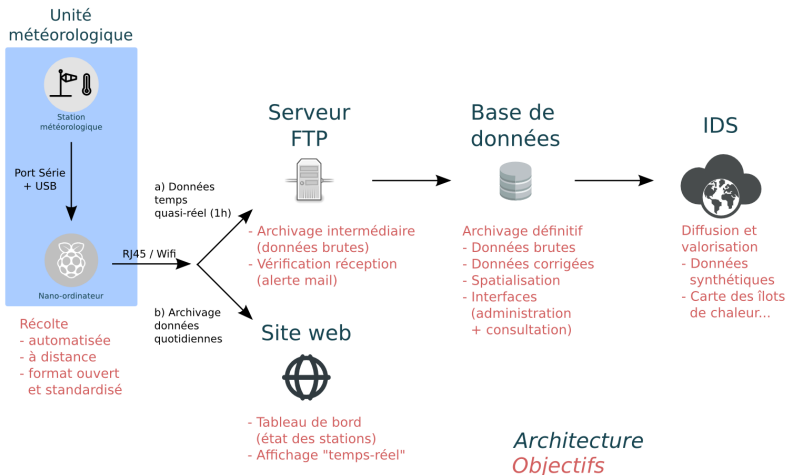 Unité
météorologique
Station
météorologique
Port Série
+ USB
Nano-ordinateur
Récolte
- automatisée
- à distance
- format ouvert
et standardisé
RJ45 / Wifi
a) Données
temps
quasi-réel (1h)
b) Archivage
données
quotidiennes
Serveur
FTP
- Archivage intermédiaire
(données brutes)
- Vérification réception
(alerte mail)
Site web
- Tableau de bord
(état des stations)
- Affichage "temps-réel"
Base de
données
Archivage définitif
- Données brutes
- Données corrigées
- Spatialisation
- Interfaces
(administration
+ consultation)
IDS
Diffusion et
valorisation
- Données
synthétiques
- Carte des îlots
de chaleur...
Architecture
Objectifs